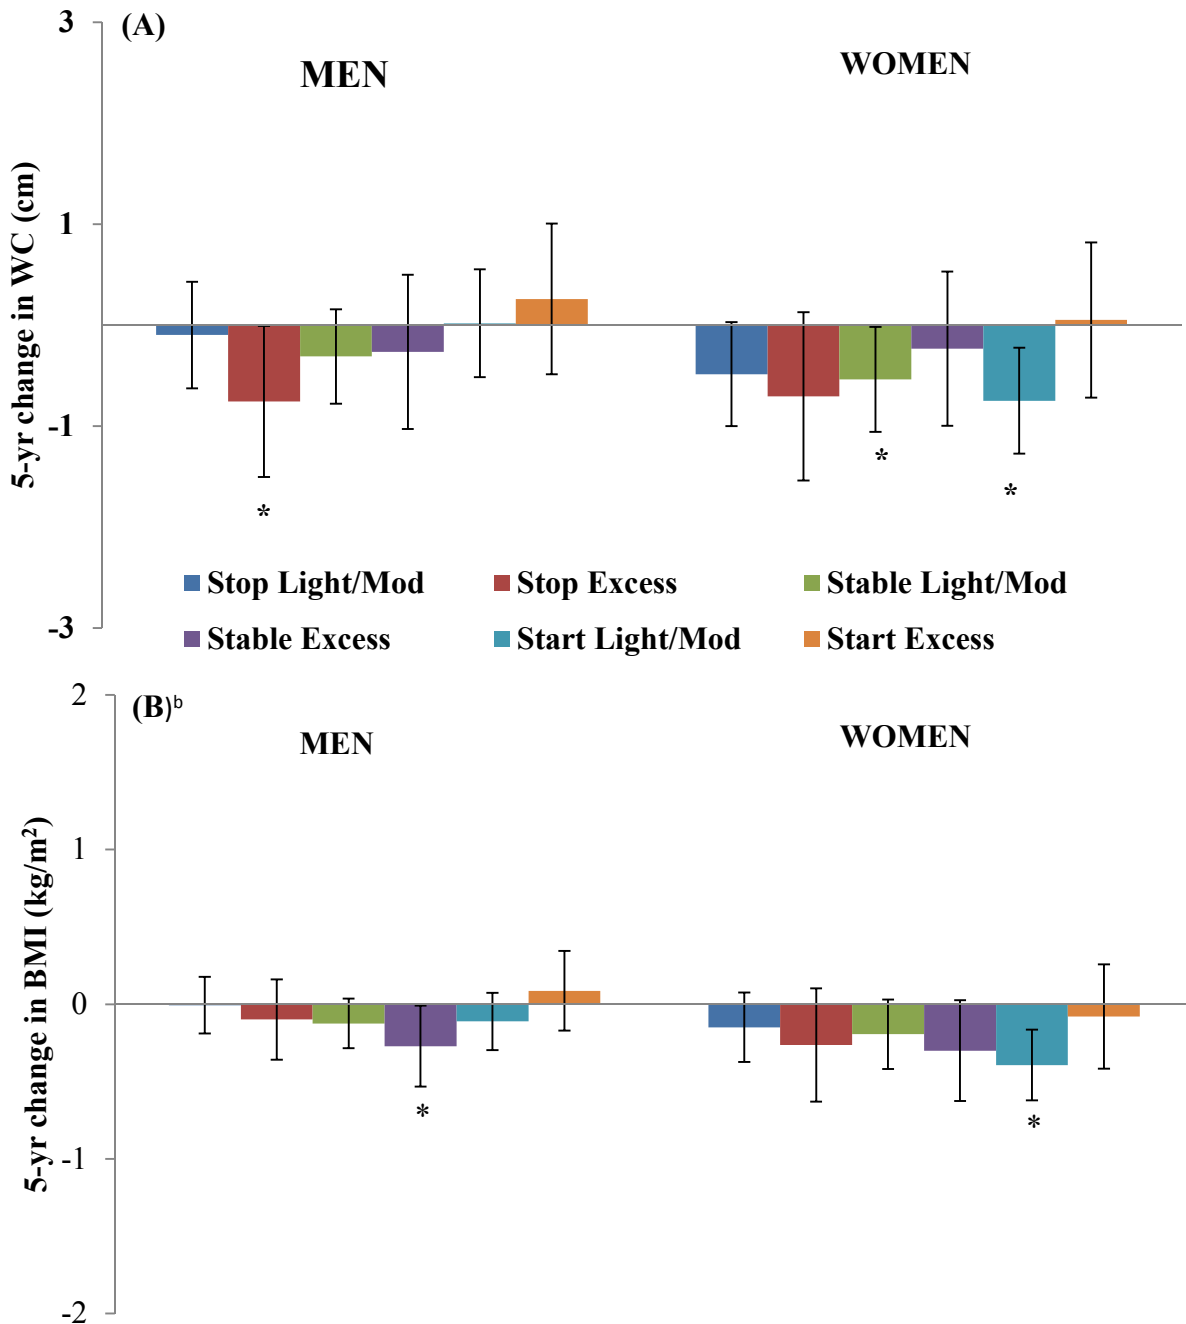 (A)
MEN
WOMEN
5-yr change in WC (cm)
3
1
-1
-3
*
*
*
Stop Light/Mod
Stop Excess
Stable Light/Mod
Stable Excess
Start Light/Mod
Start Excess
(B)ᵇ
MEN
WOMEN
5-yr change in BMI (kg/m²)
2
1
0
-1
-2
*
*